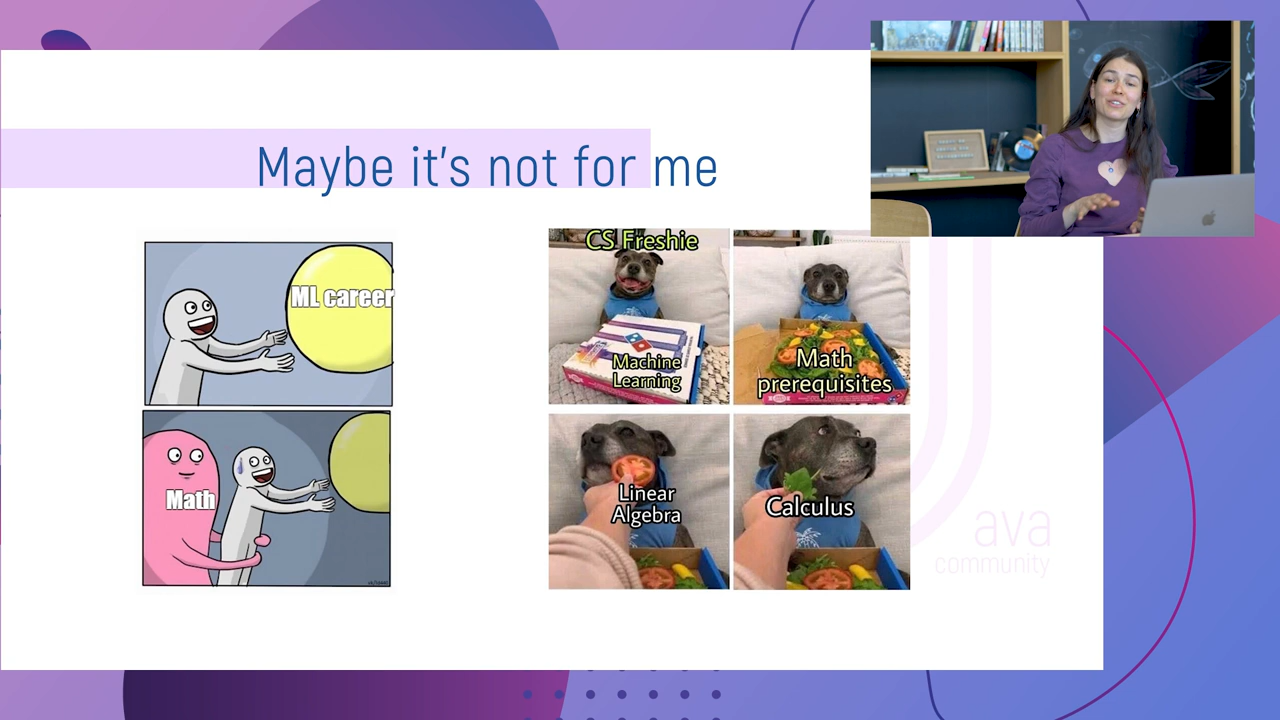 Maybe it's not for me
ML career
Math
CS Freshie
Machine
Learning
Math
prerequisites
Linear
Algebra
Calculus
ava
community